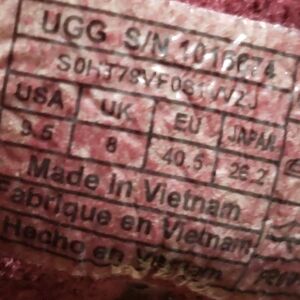 UGG S/N 1016674
USA UK EU JAPAN
9.5 8 40.5 26.2
Made in Vietnam
Fabrique en Vietnam
Hecho en Vietnam